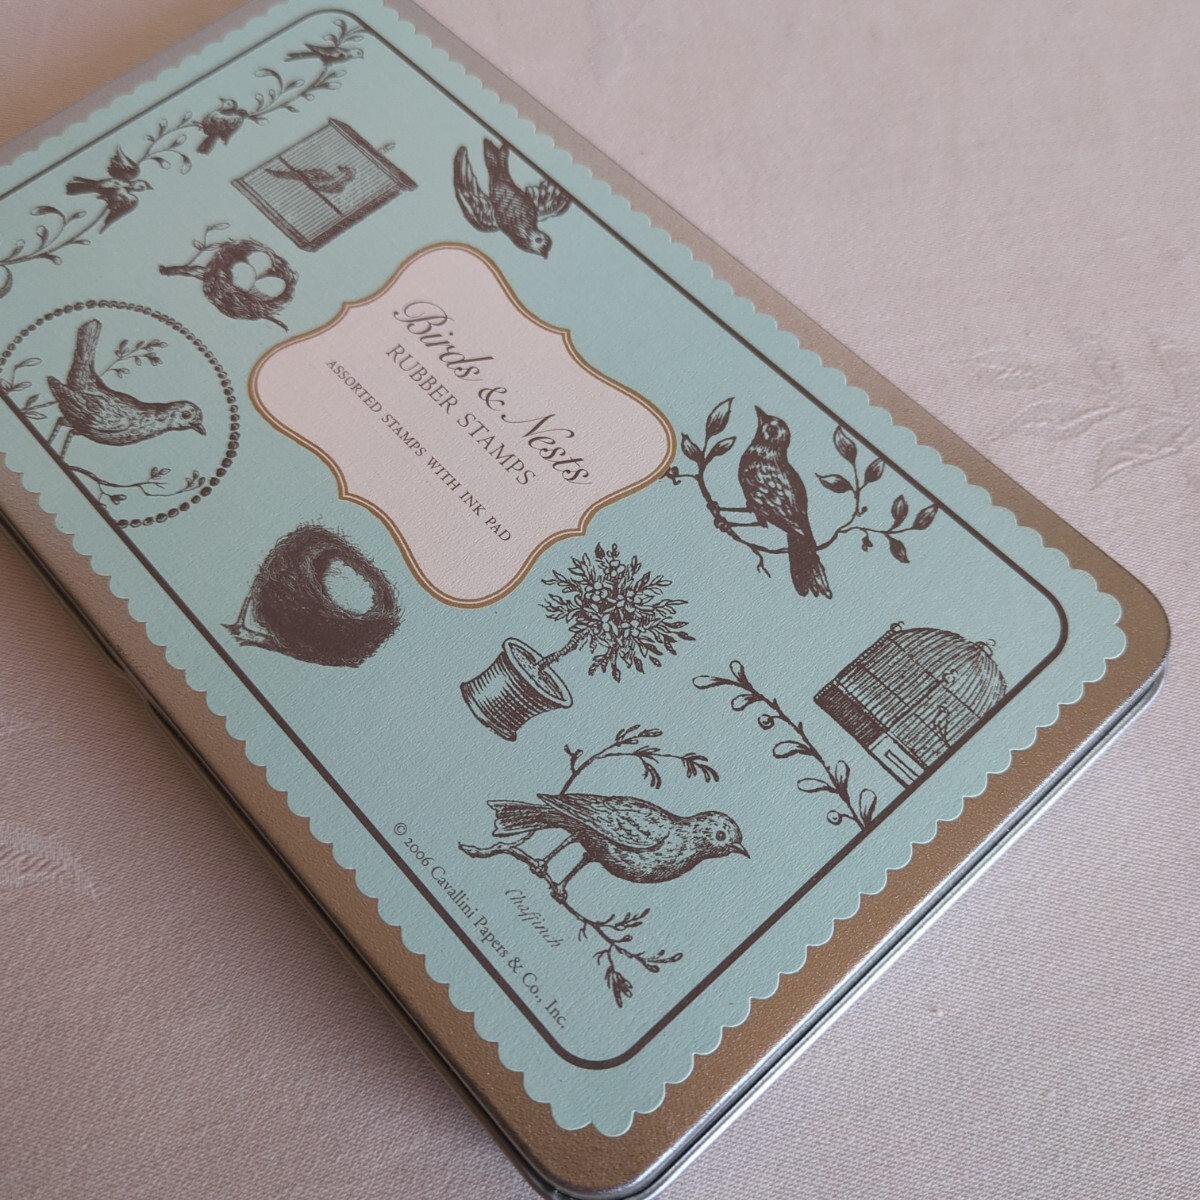 Birds & Nests
RUBBER STAMPS
ASSORTED STAMPS WITH INK PAD
Chaffinch
© 2006 Cavallini Papers & Co., Inc.